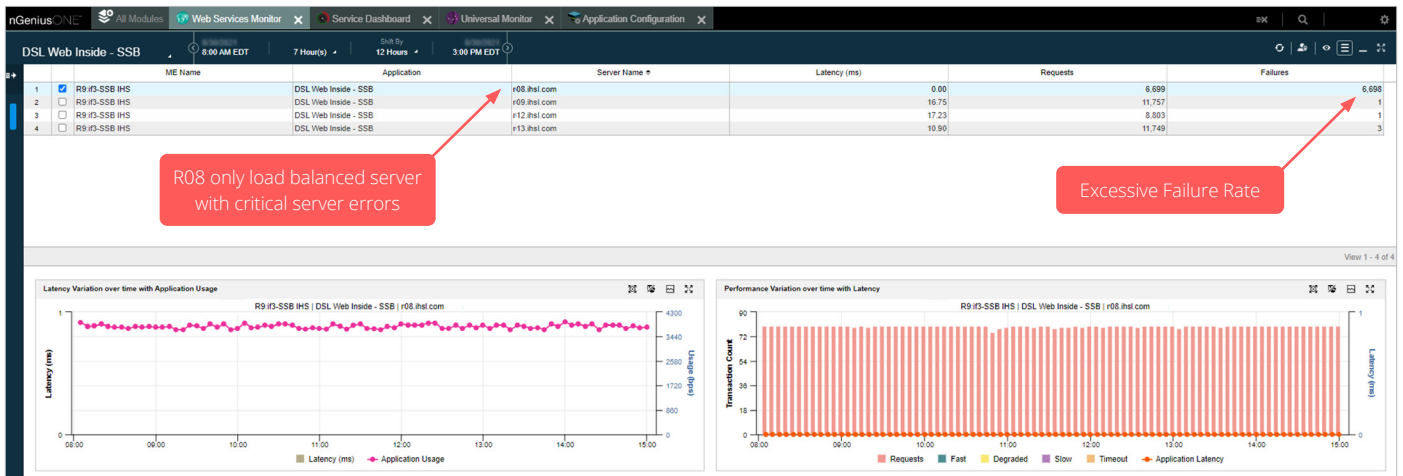 nGeniusONE All Modules Web Services Monitor Service Dashboard Universal Monitor Application Configuration
DSL Web Inside - SSB 8:00 AM EDT 7 Hour(s) Shift By 12 Hours 3:00 PM EDT
ME Name Application Server Name Latency (ms) Requests Failures
1 R9:if3-SSB IHS DSL Web Inside - SSB r08.ihsl.com 0.00 6,699 6,698
2 R9:if3-SSB IHS DSL Web Inside - SSB r09.ihsl.com 16.75 11,757 1
3 R9:if3-SSB IHS DSL Web Inside - SSB r12.ihsl.com 17.23 8,803 1
4 R9:if3-SSB IHS DSL Web Inside - SSB r13.ihsl.com 10.90 11,749 3
R08 only load balanced server
with critical server errors
Excessive Failure Rate
View 1 - 4 of 4
Latency Variation over time with Application Usage
R9:if3-SSB IHS | DSL Web Inside - SSB | r08.ihsl.com
1
0
Latency (ms)
4300
3440
2580
1720
860
0
Usage (bps)
08:00 09:00 10:00 11:00 12:00 13:00 14:00 15:00
Latency (ms) Application Usage
Performance Variation over time with Latency
R9:if3-SSB IHS | DSL Web Inside - SSB | r08.ihsl.com
90
72
54
36
18
0
Transaction Count
1
0
Latency (ms)
08:00 09:00 10:00 11:00 12:00 13:00 14:00 15:00
Requests Fast Degraded Slow Timeout Application Latency